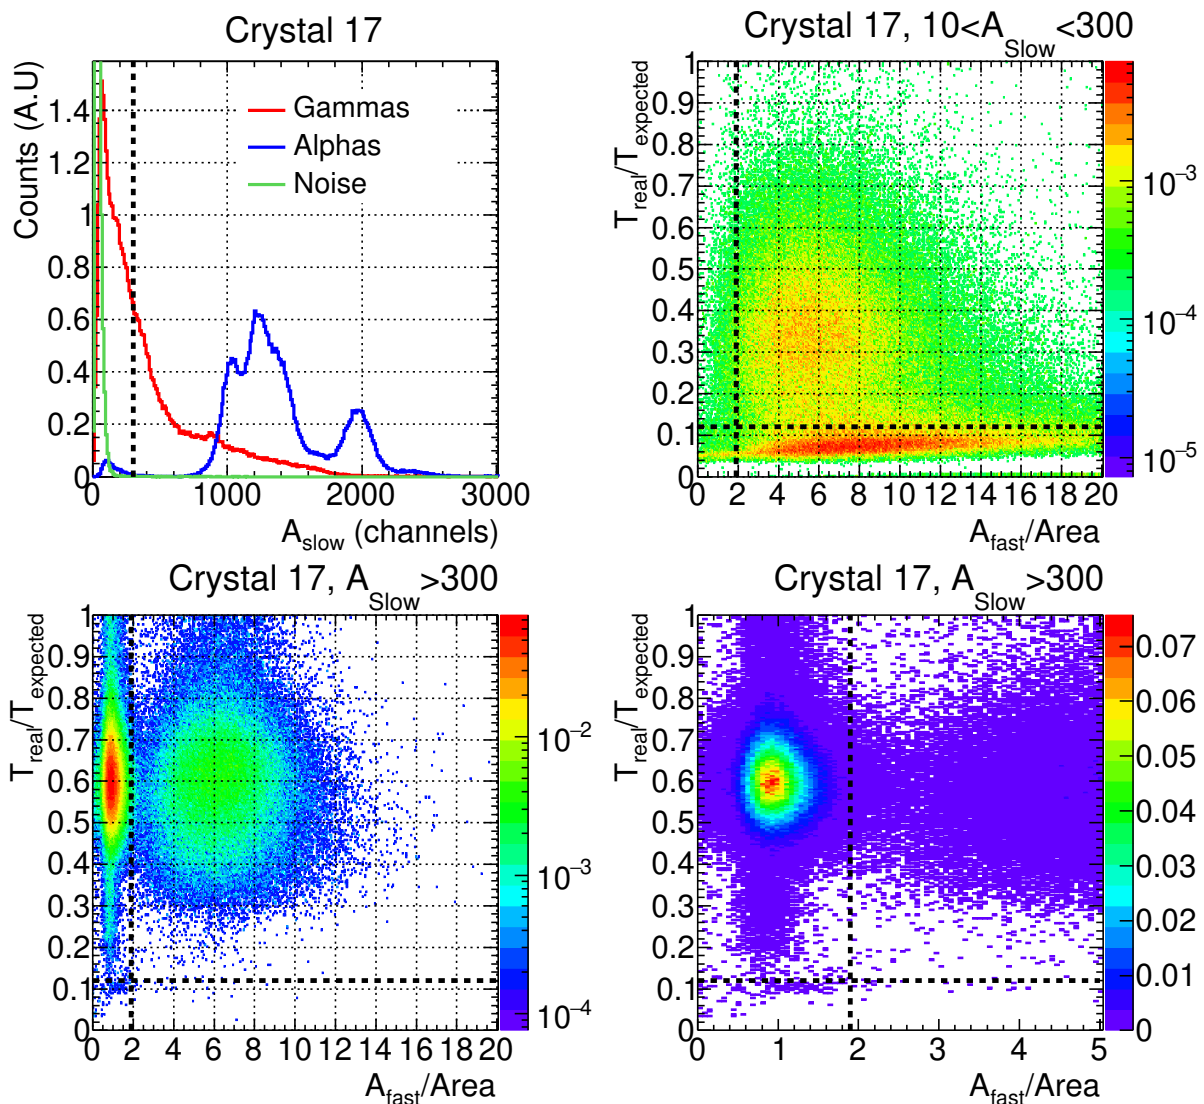 Crystal 17
Counts (A.U)
1.4
1.2
1
0.8
0.6
0.4
0.2
0
Gammas
Alphas
Noise
0 1000 2000 3000
A_slow (channels)
Crystal 17, 10<A_Slow <300
T_real/T_expected
1
0.9
0.8
0.7
0.6
0.5
0.4
0.3
0.2
0.1
0
0 2 4 6 8 10 12 14 16 18 20
A_fast/Area
10^−3
10^−4
10^−5
Crystal 17, A_Slow >300
T_real/T_expected
1
0.9
0.8
0.7
0.6
0.5
0.4
0.3
0.2
0.1
0
0 2 4 6 8 10 12 14 16 18 20
A_fast/Area
10^−2
10^−3
10^−4
Crystal 17, A_Slow >300
T_real/T_expected
1
0.9
0.8
0.7
0.6
0.5
0.4
0.3
0.2
0.1
0
0 1 2 3 4 5
A_fast/Area
0.07
0.06
0.05
0.04
0.03
0.02
0.01
0